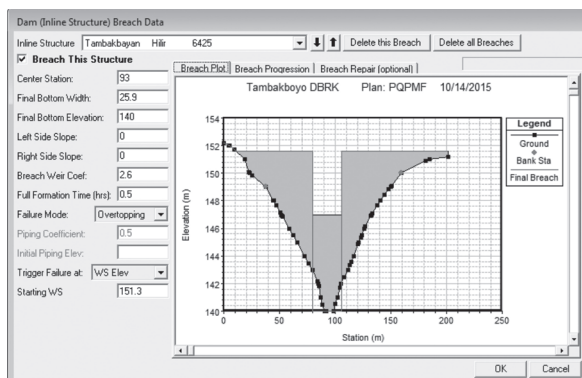 Dam (Inline Structure) Breach Data
Inline Structure Tambakbayan Hilir 6425 Delete this Breach Delete all Breaches
Breach This Structure
Center Station: 93
Final Bottom Width: 25.9
Final Bottom Elevation: 140
Left Side Slope: 0
Right Side Slope: 0
Breach Weir Coef: 2.6
Full Formation Time (hrs): 0.5
Failure Mode: Overtopping
Piping Coefficient: 0.5
Initial Piping Elev:
Trigger Failure at: WS Elev
Starting WS 151.3
Breach Plot Breach Progression Breach Repair (optional)
Tambakboyo DBRK Plan: PQPMF 10/14/2015
Elevation (m)
154
152
150
148
146
144
142
140
0 50 100 150 200 250
Station (m)
Legend
Ground
Bank Sta
Final Breach
OK Cancel